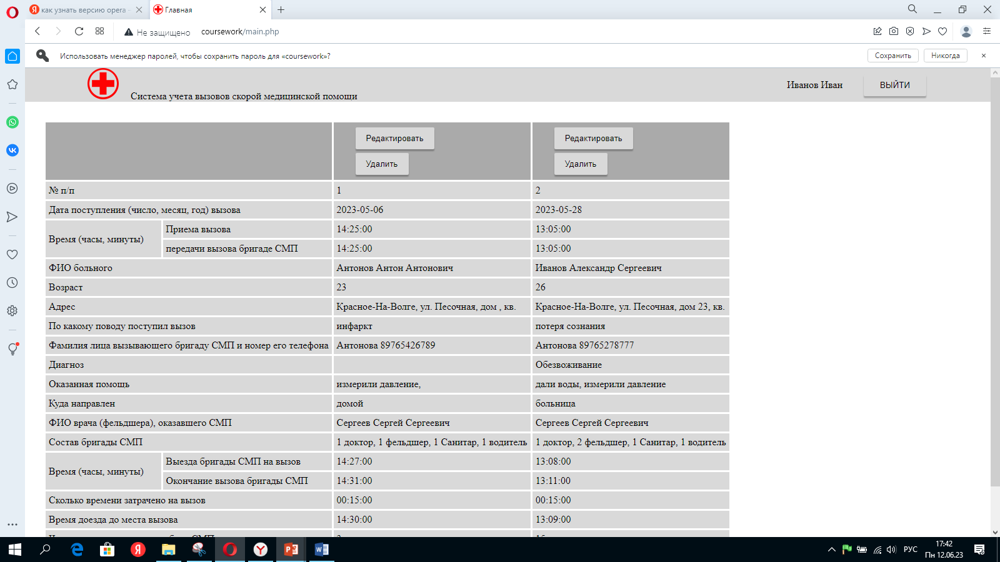 как узнать версию opera
Главная
Не защищено coursework/main.php
Использовать менеджер паролей, чтобы сохранить пароль для «coursework»?
Сохранить
Никогда
Система учета вызовов скорой медицинской помощи
Иванов Иван
ВЫЙТИ
Редактировать Редактировать
Удалить Удалить
№ п/п 1 2
Дата поступления (число, месяц, год) вызова 2023-05-06 2023-05-28
Время (часы, минуты) Приема вызова 14:25:00 13:05:00
передачи вызова бригаде СМП 14:25:00 13:05:00
ФИО больного Антонов Антон Антонович Иванов Александр Сергеевич
Возраст 23 26
Адрес Красное-На-Волге, ул. Песочная, дом , кв. Красное-На-Волге, ул. Песочная, дом 23, кв.
По какому поводу поступил вызов инфаркт потеря сознания
Фамилия лица вызывающего бригаду СМП и номер его телефона Антонова 89765426789 Антонова 89765278777
Диагноз Обезвоживание
Оказанная помощь измерили давление, дали воды, измерили давление
Куда направлен домой больница
ФИО врача (фельдшера), оказавшего СМП Сергеев Сергей Сергеевич Сергеев Сергей Сергеевич
Состав бригады СМП 1 доктор, 1 фельдшер, 1 Санитар, 1 водитель 1 доктор, 2 фельдшер, 1 Санитар, 1 водитель
Время (часы, минуты) Выезда бригады СМП на вызов 14:27:00 13:08:00
Окончание вызова бригады СМП 14:31:00 13:11:00
Сколько времени затрачено на вызов 00:15:00 00:15:00
Время доезда до места вызова 14:30:00 13:09:00
РУС
17:42
Пн 12.06.23